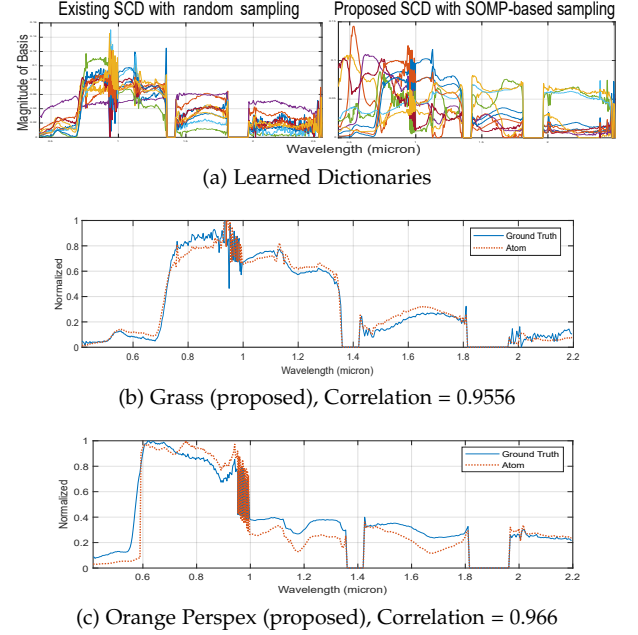 Existing SCD with random sampling
Proposed SCD with SOMP-based sampling
Magnitude of Basis
Wavelength (micron)
(a) Learned Dictionaries
1
0.8
0.6
0.4
0.2
0
Normalized
Ground Truth
Atom
0.6 0.8 1 1.2 1.4 1.6 1.8 2 2.2
Wavelength (micron)
(b) Grass (proposed), Correlation = 0.9556
1
0.8
0.6
0.4
0.2
0
Normalized
Ground Truth
Atom
0.6 0.8 1 1.2 1.4 1.6 1.8 2 2.2
Wavelength (micron)
(c) Orange Perspex (proposed), Correlation = 0.966